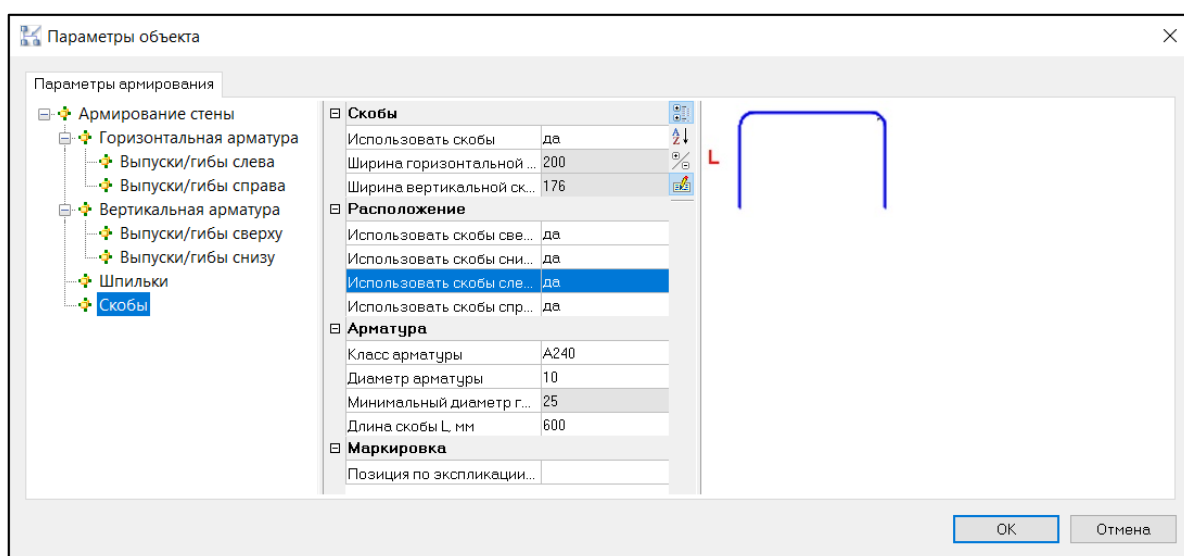 Параметры объекта
Параметры армирования
Армирование стены
Горизонтальная арматура
Выпуски/гибы слева
Выпуски/гибы справа
Вертикальная арматура
Выпуски/гибы сверху
Выпуски/гибы снизу
Шпильки
Скобы
Скобы
Использовать скобы да
Ширина горизонтальной ... 200
Ширина вертикальной ск... 176
Расположение
Использовать скобы све... да
Использовать скобы сни... да
Использовать скобы сле... да
Использовать скобы спр... да
Арматура
Класс арматуры A240
Диаметр арматуры 10
Минимальный диаметр г... 25
Длина скобы L, мм 600
Маркировка
Позиция по экспликации...
L
OK Отмена